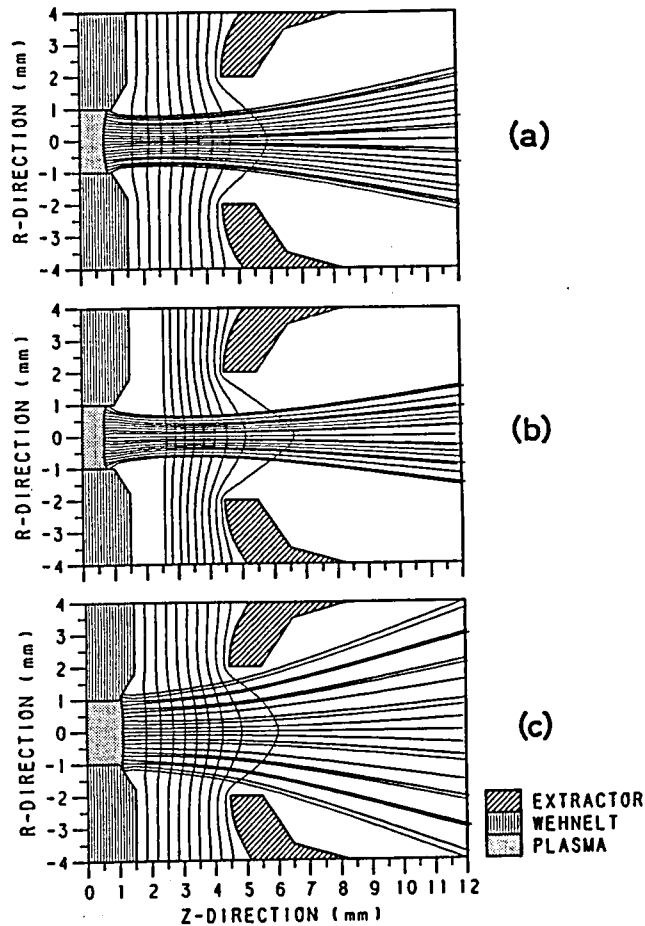 4
3
2
1
0
-1
-2
-3
-4
R-DIRECTION (mm)
(a)
4
3
2
1
0
-1
-2
-3
-4
R-DIRECTION (mm)
(b)
4
3
2
1
0
-1
-2
-3
-4
R-DIRECTION (mm)
(c)
0 1 2 3 4 5 6 7 8 9 10 11 12
Z-DIRECTION (mm)
EXTRACTOR
WEHNELT
PLASMA